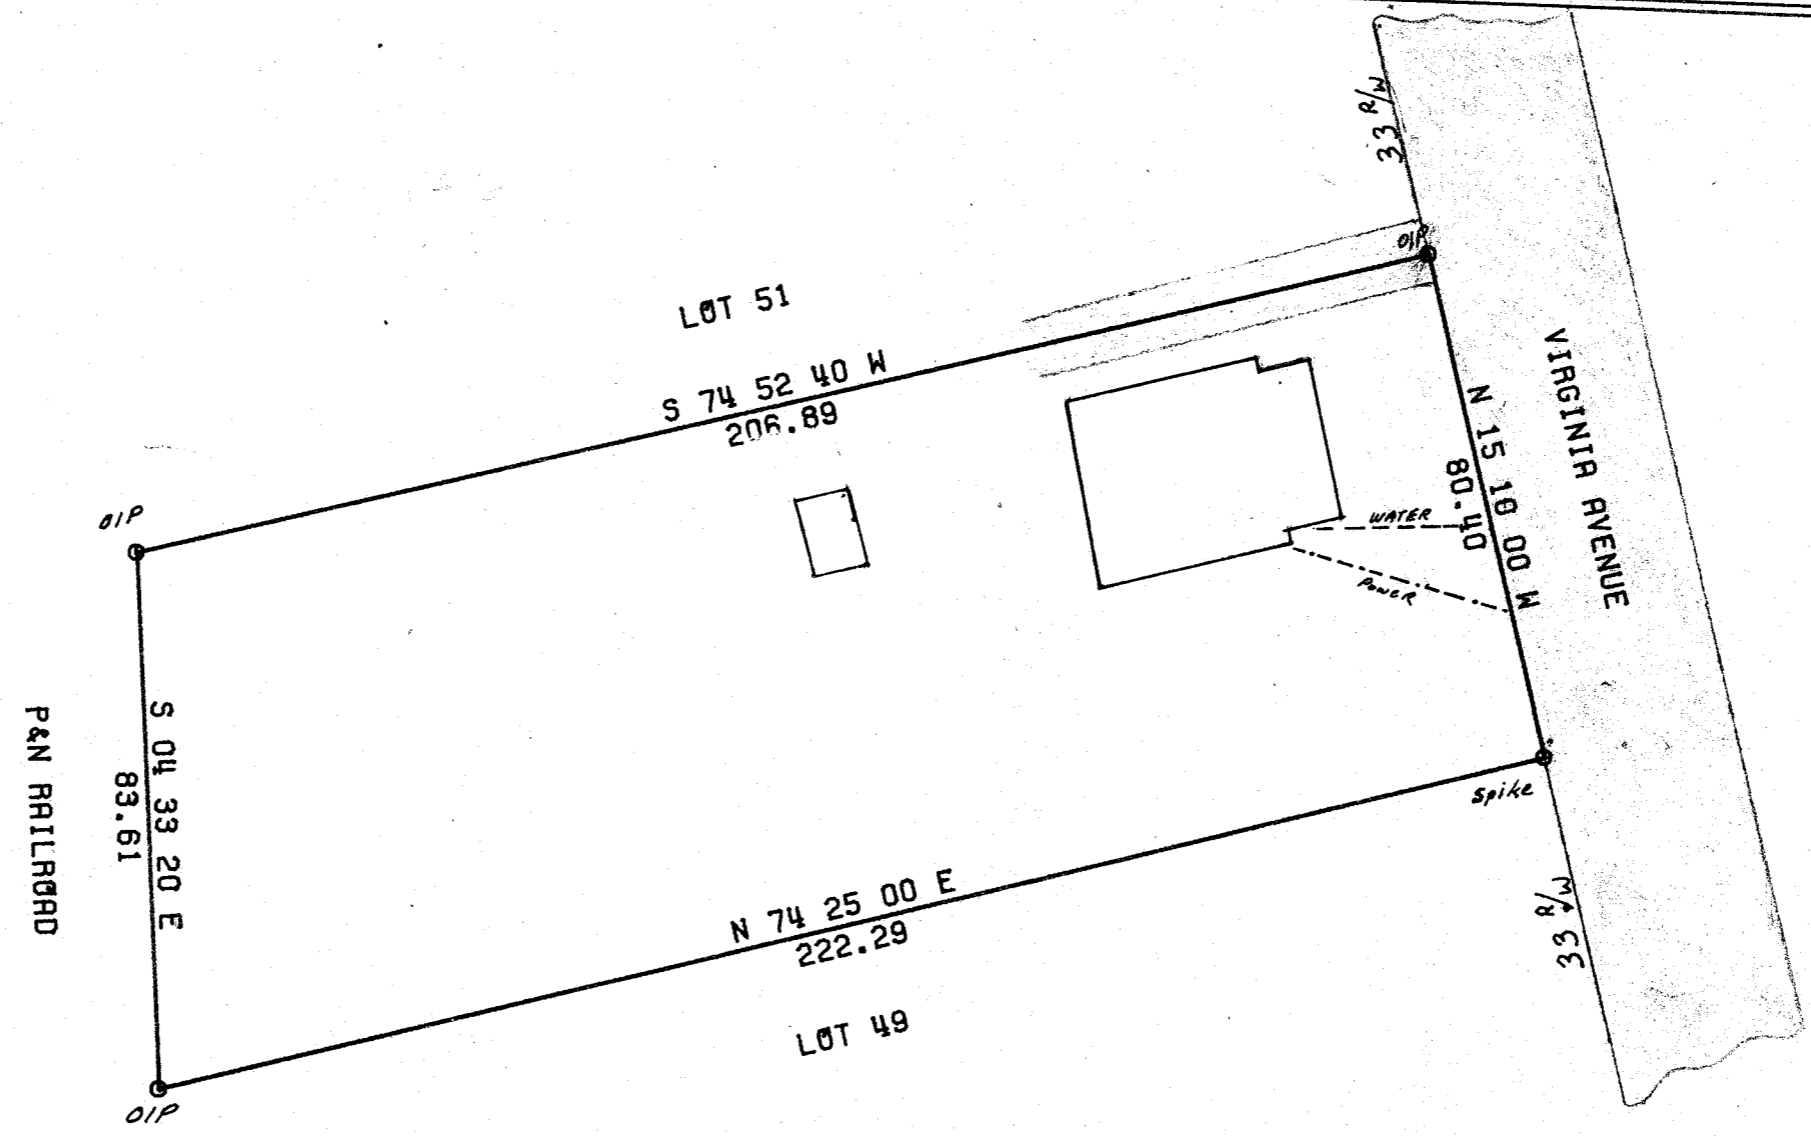 33 R/W
OIP
LOT 51
S 74 52 40 W
206.89
VIRGINIA AVENUE
N 15 10 00 W
80.40
WATER
POWER
OIP
Spike
S 04 33 20 E
83.61
P&N RAILROAD
N 74 25 00 E
222.29
33 R/W
LOT 49
OIP